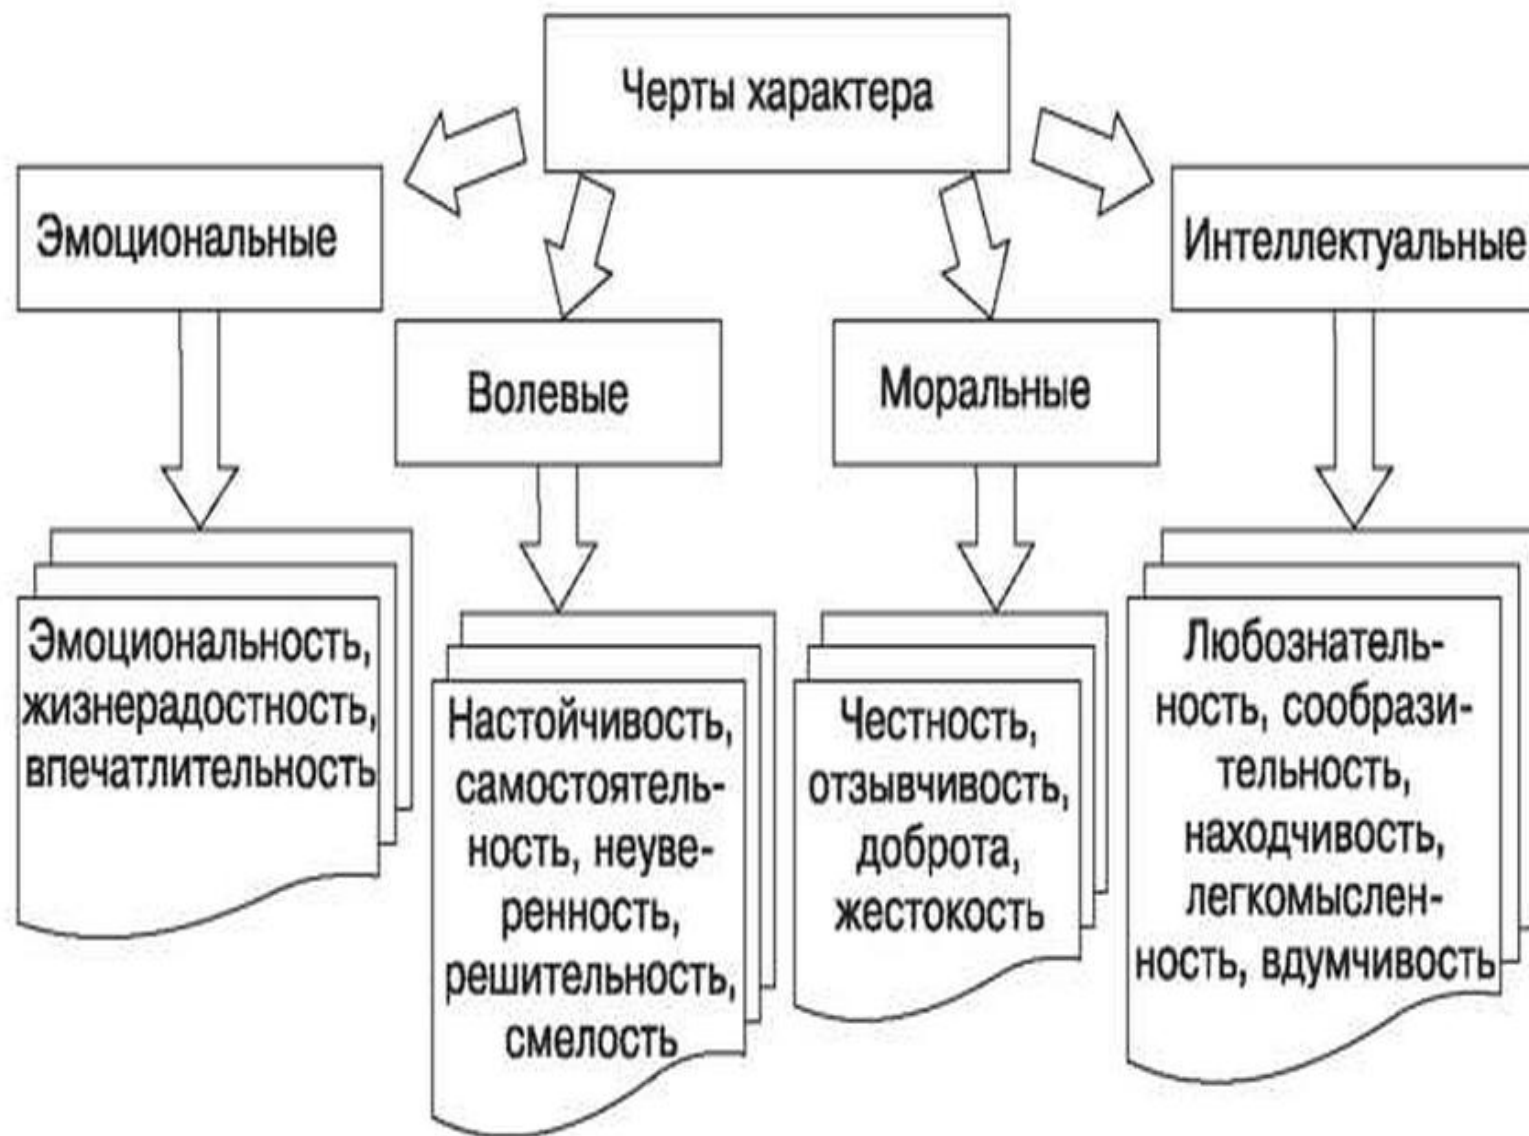 Черты характера
Эмоциональные
Волевые
Моральные
Интеллектуальные
Эмоциональность,
жизнерадостность,
впечатлительность
Настойчивость,
самостоятель-
ность, неуве-
ренность,
решительность,
смелость
Честность,
отзывчивость,
доброта,
жестокость
Любознатель-
ность, сообрази-
тельность,
находчивость,
легкомыслен-
ность, вдумчивость